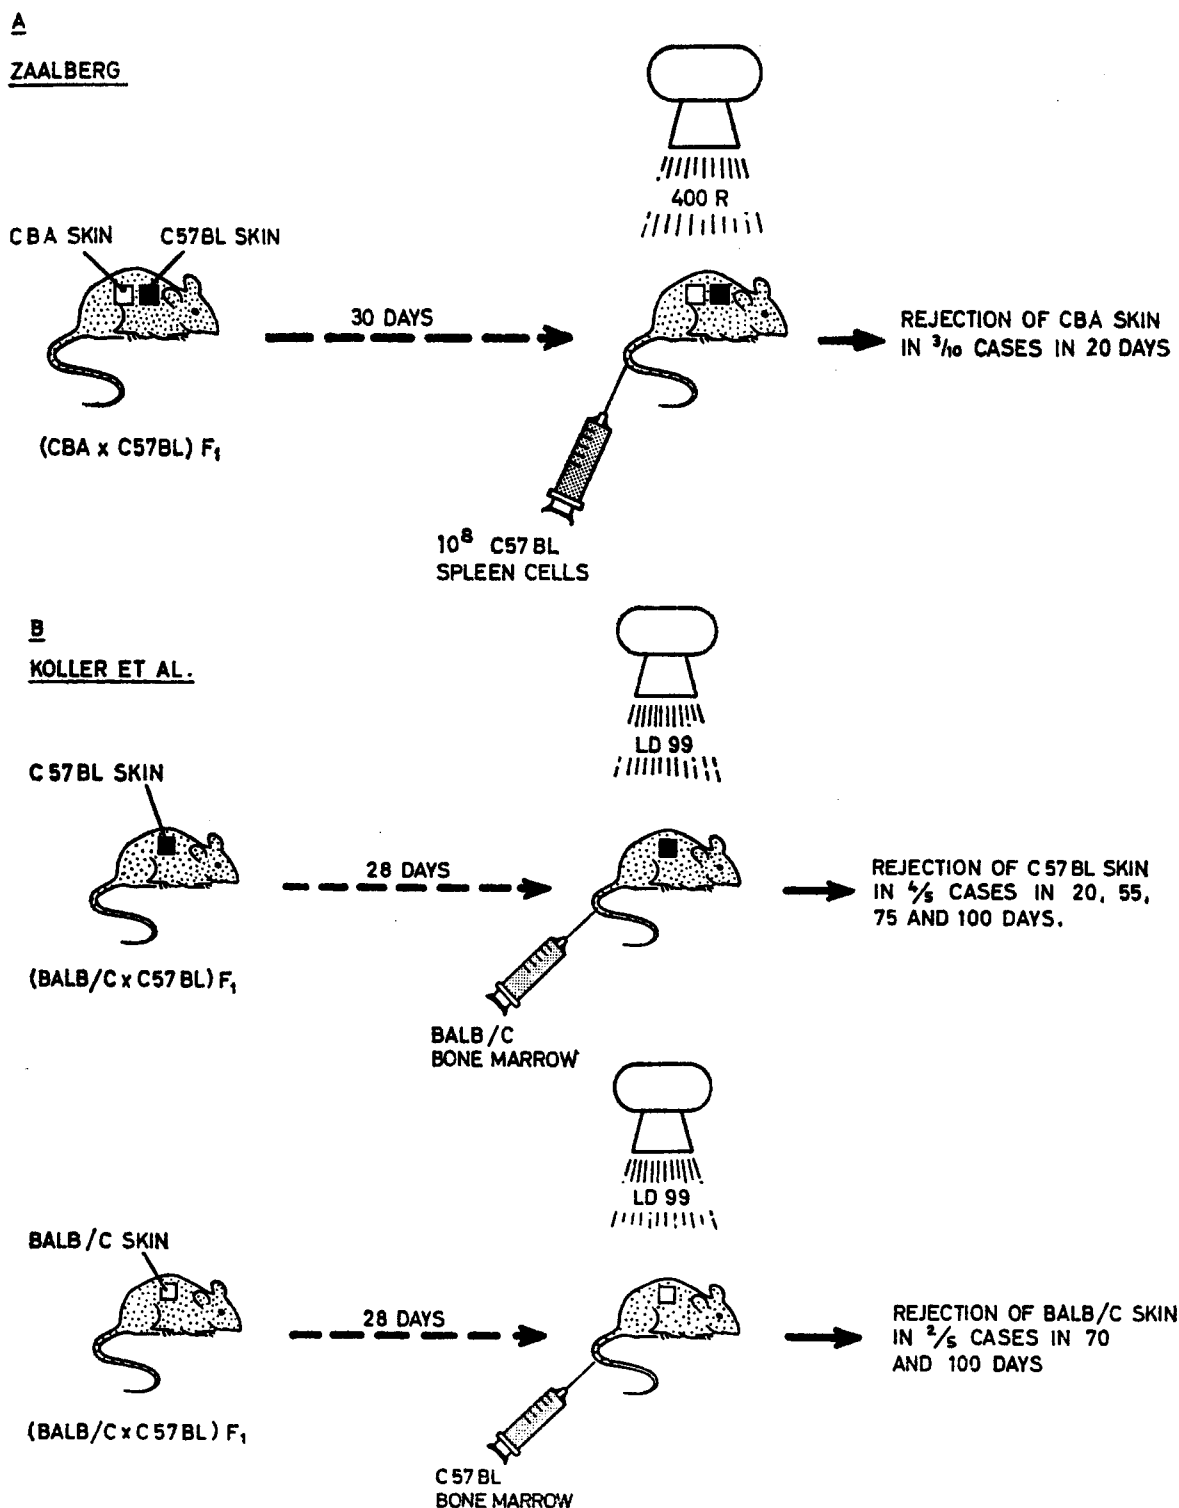 A
ZAALBERG
400 R
CBA SKIN
C57BL SKIN
30 DAYS
REJECTION OF CBA SKIN
IN 3/10 CASES IN 20 DAYS
(CBA x C57BL) F1
10⁸ C57 BL
SPLEEN CELLS
B
KOLLER ET AL.
LD 99
C57BL SKIN
28 DAYS
REJECTION OF C57BL SKIN
IN 4/5 CASES IN 20, 55,
75 AND 100 DAYS.
(BALB/C x C57BL) F1
BALB/C
BONE MARROW
LD 99
BALB/C SKIN
28 DAYS
REJECTION OF BALB/C SKIN
IN 2/5 CASES IN 70
AND 100 DAYS
(BALB/C x C57BL) F1
C57BL
BONE MARROW